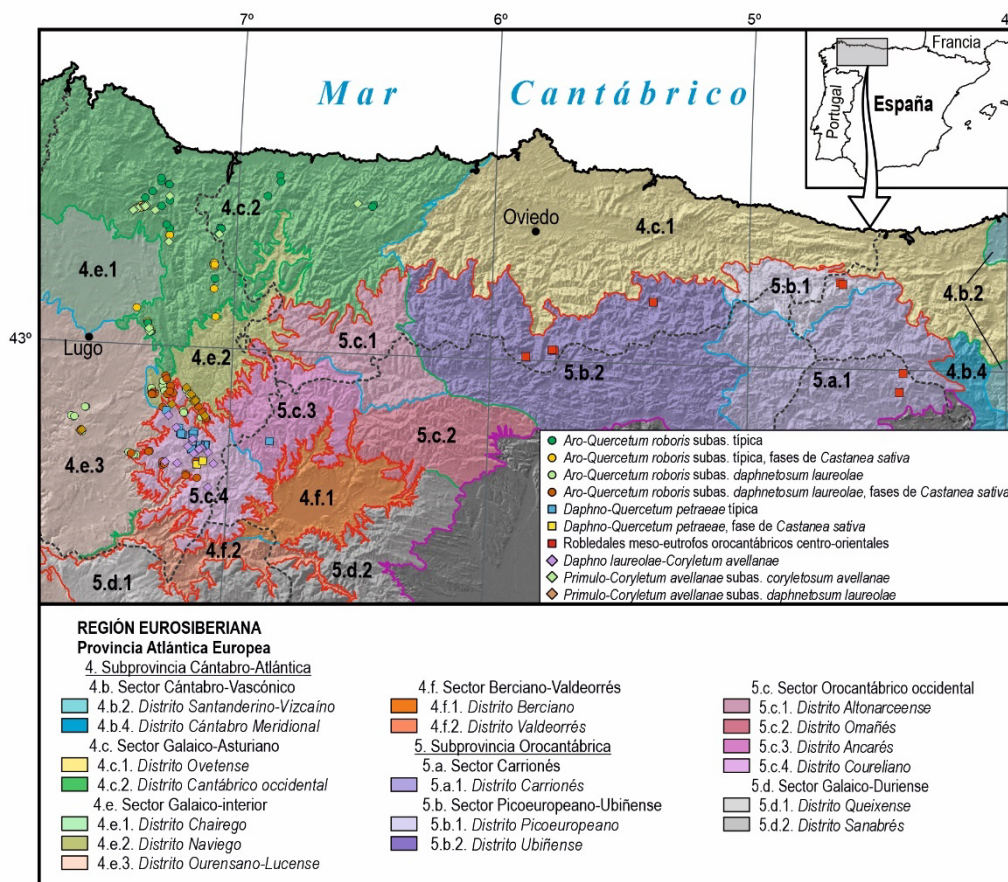 7º 6º 5º 4
Francia
Mar Cantábrico
España
Portugal
4.c.2
Oviedo
4.c.1
4.e.1
5.b.1
4.b.2
43º
Lugo
4.e.2
5.c.1
5.b.2
5.a.1
4.b.4
43º
5.c.3
5.c.2
4.e.3
5.c.4
4.f.1
4.f.2
5.d.1
5.d.2
Aro-Quercetum roboris subas. típica
Aro-Quercetum roboris subas. típica, fases de Castanea sativa
Aro-Quercetum roboris subas. daphnetosum laureolae
Aro-Quercetum roboris subas. daphnetosum laureolae, fases de Castanea sativa
Daphno-Quercetum petraeae típica
Daphno-Quercetum petraeae, fase de Castanea sativa
Robledales meso-eutrofos orocantábricos centro-orientales
Daphno laureolae-Coryletum avellanae
Primulo-Coryletum avellanae subas. coryletosum avellanae
Primulo-Coryletum avellanae subas. daphnetosum laureolae
REGIÓN EUROSIBERIANA
Provincia Atlántica Europea
4. Subprovincia Cántabro-Atlántica
4.b. Sector Cántabro-Vascónico
4.b.2. Distrito Santanderino-Vizcaíno
4.b.4. Distrito Cántabro Meridional
4.c. Sector Galaico-Asturiano
4.c.1. Distrito Ovetense
4.c.2. Distrito Cantábrico occidental
4.e. Sector Galaico-interior
4.e.1. Distrito Chairego
4.e.2. Distrito Naviego
4.e.3. Distrito Ourensano-Lucense
4.f. Sector Berciano-Valdeorrés
4.f.1. Distrito Berciano
4.f.2. Distrito Valdeorrés
5. Subprovincia Orocantábrica
5.a. Sector Carrionés
5.a.1. Distrito Carrionés
5.b. Sector Picoeuropeano-Ubiñense
5.b.1. Distrito Picoeuropeano
5.b.2. Distrito Ubiñense
5.c. Sector Orocantábrico occidental
5.c.1. Distrito Altonarceense
5.c.2. Distrito Omañés
5.c.3. Distrito Ancarés
5.c.4. Distrito Coureliano
5.d. Sector Galaico-Duriense
5.d.1. Distrito Queixense
5.d.2. Distrito Sanabrés